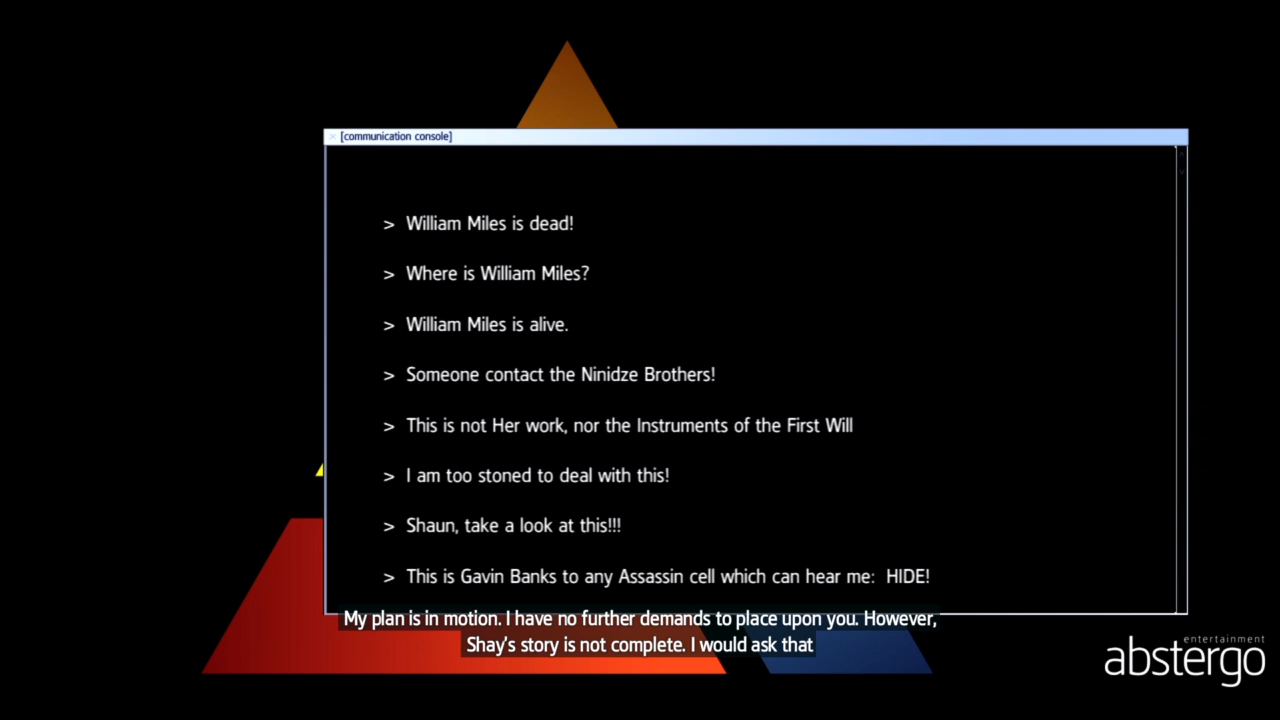 [communication console]
> William Miles is dead!
> Where is William Miles?
> William Miles is alive.
> Someone contact the Ninidze Brothers!
> This is not Her work, nor the Instruments of the First Will
> I am too stoned to deal with this!
> Shaun, take a look at this!!!
> This is Gavin Banks to any Assassin cell which can hear me:  HIDE!
My plan is in motion. I have no further demands to place upon you. However,
Shay's story is not complete. I would ask that
entertainment
abstergo